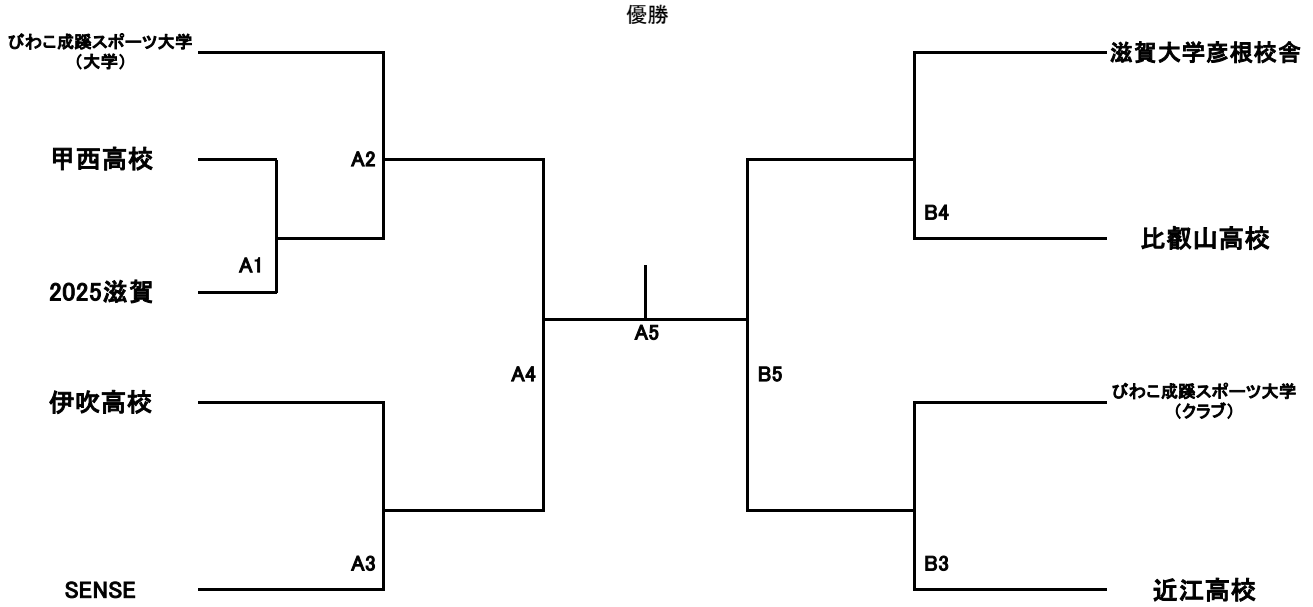 優勝
びわこ成蹊スポーツ大学
（大学）
滋賀大学彦根校舎
甲西高校
A2
B4
比叡山高校
A1
2025滋賀
A5
A4
B5
伊吹高校
びわこ成蹊スポーツ大学
（クラブ）
A3
B3
SENSE
近江高校